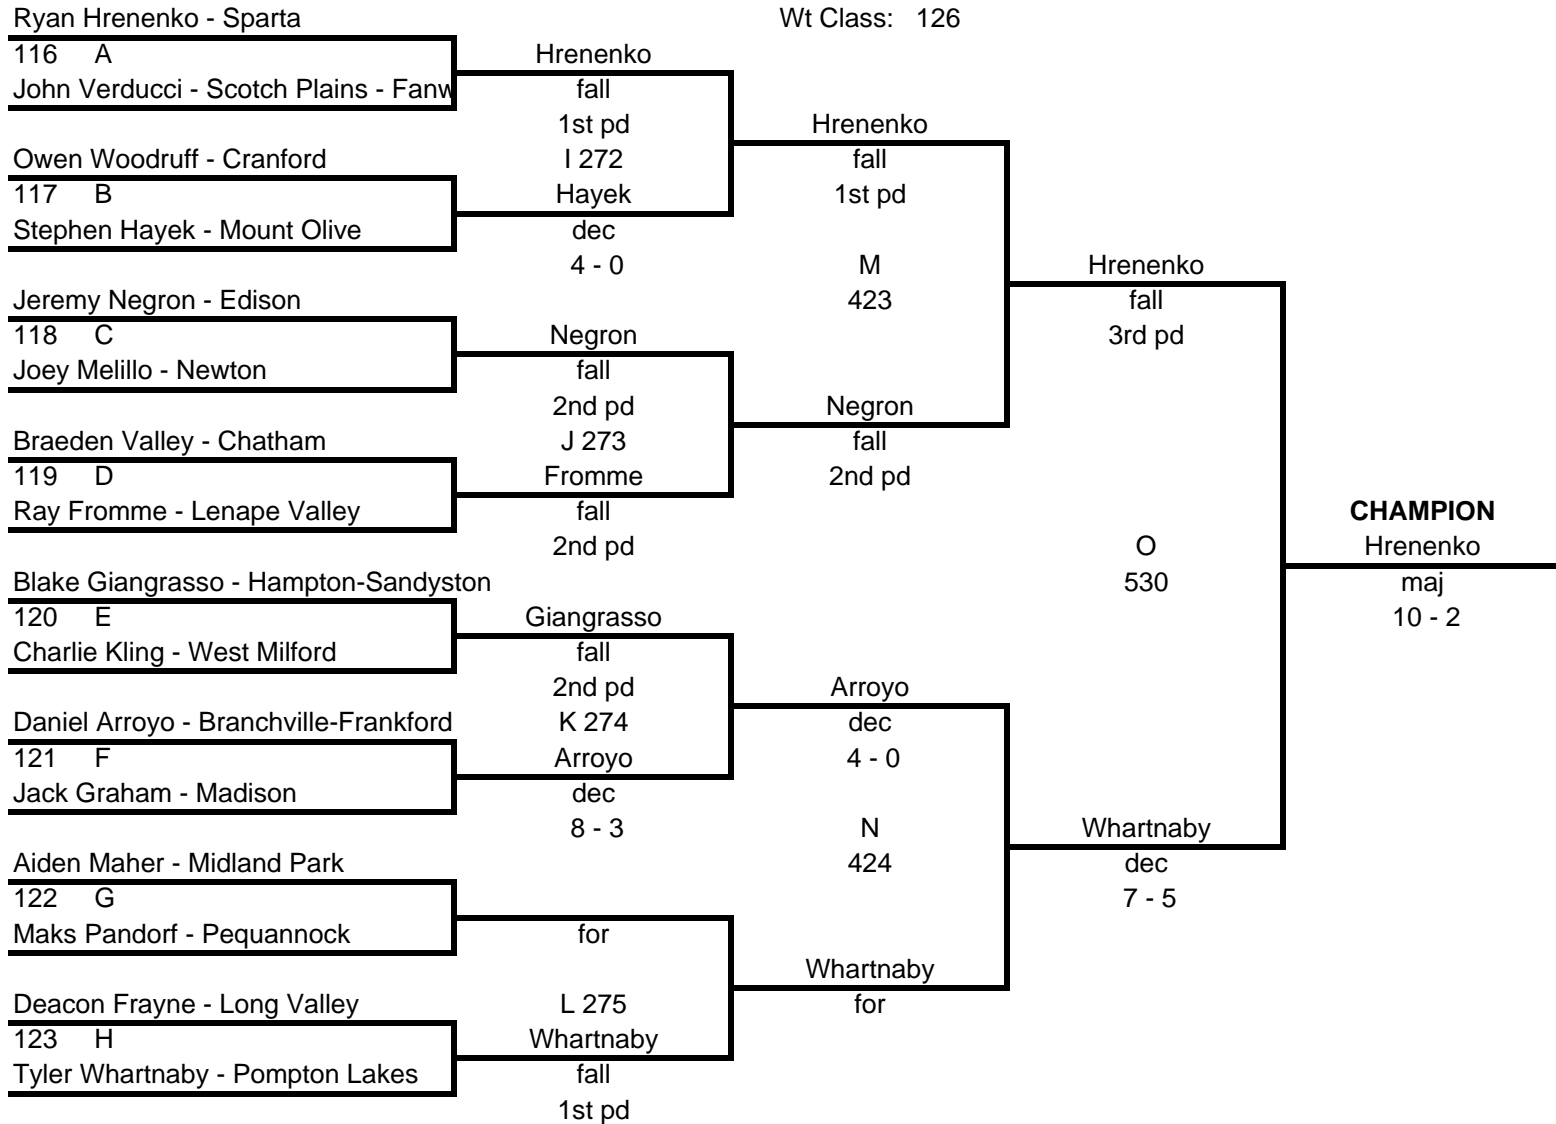 Ryan Hrenenko - Sparta
Wt Class: 126
116 A
Hrenenko
John Verducci - Scotch Plains - Fanw
fall
1st pd
Hrenenko
Owen Woodruff - Cranford
I 272
fall
117 B
Hayek
1st pd
Stephen Hayek - Mount Olive
dec
4 - 0
M
Hrenenko
Jeremy Negron - Edison
423
fall
118 C
Negron
3rd pd
Joey Melillo - Newton
fall
2nd pd
Negron
Braeden Valley - Chatham
J 273
fall
119 D
Fromme
2nd pd
Ray Fromme - Lenape Valley
fall
CHAMPION
2nd pd
O
Hrenenko
Blake Giangrasso - Hampton-Sandyston
530
maj
120 E
Giangrasso
10 - 2
Charlie Kling - West Milford
fall
2nd pd
Arroyo
Daniel Arroyo - Branchville-Frankford
K 274
dec
121 F
Arroyo
4 - 0
Jack Graham - Madison
dec
8 - 3
N
Whartnaby
Aiden Maher - Midland Park
424
dec
122 G
7 - 5
Maks Pandorf - Pequannock
for
Whartnaby
Deacon Frayne - Long Valley
L 275
for
123 H
Whartnaby
Tyler Whartnaby - Pompton Lakes
fall
1st pd